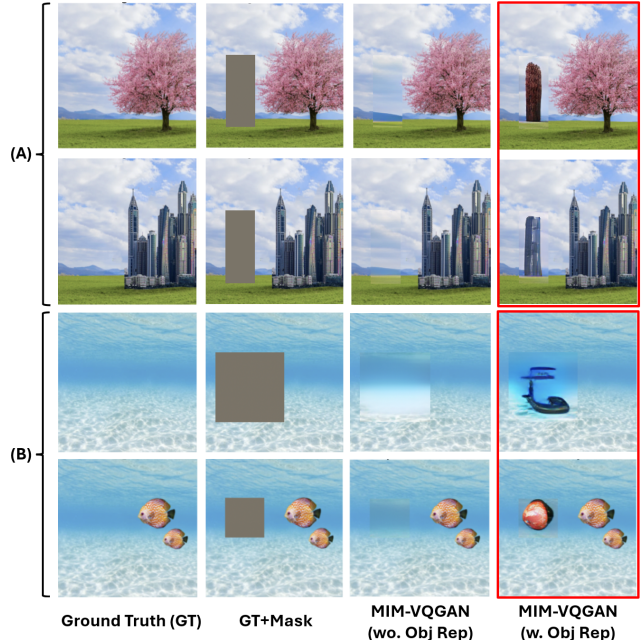 (A)
(B)
Ground Truth (GT)
GT+Mask
MIM-VQGAN
(wo. Obj Rep)
MIM-VQGAN
(w. Obj Rep)